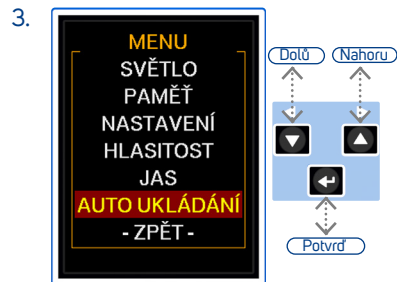 3.
MENU
SVĚTLO
PAMĚŤ
NASTAVENÍ
HLASITOST
JAS
AUTO UKLÁDÁNÍ
- ZPĚT -
Dolů
Nahoru
Potvrď